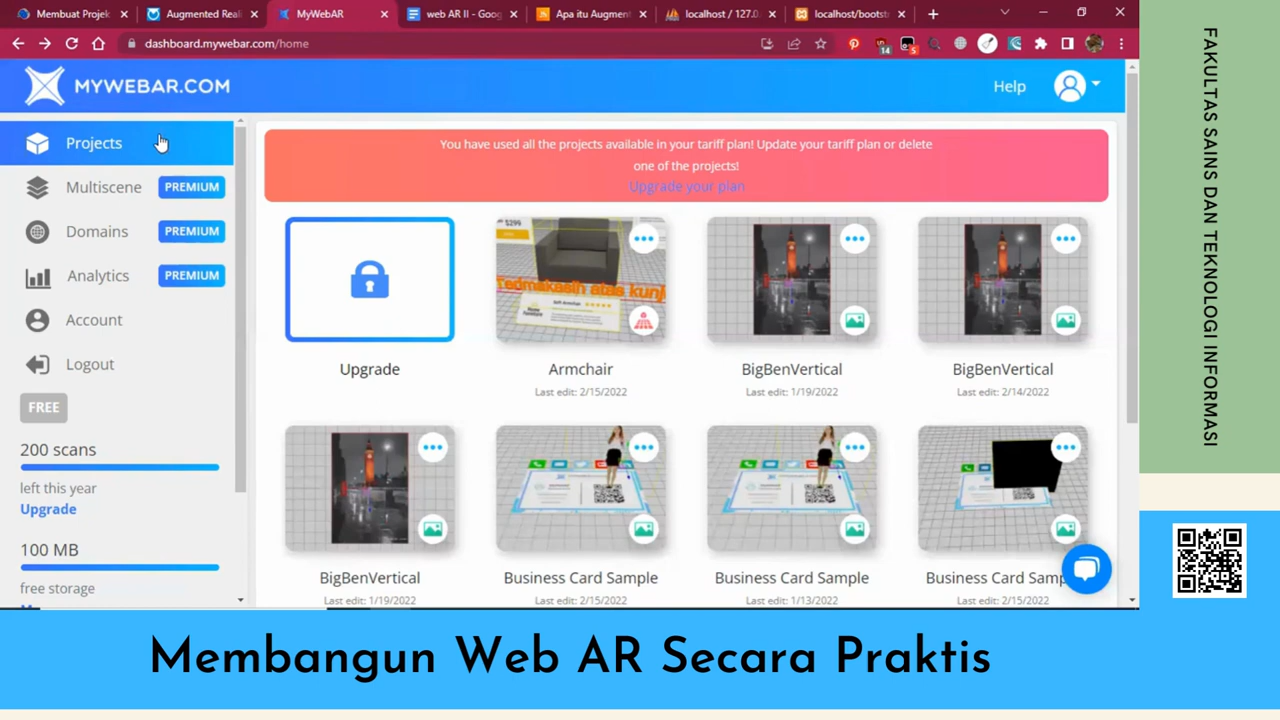 Membuat Projek
Augmented Reali
MyWebAR
web AR II - Goog
Apa itu Augmen
localhost / 127.0.
localhost/bootst
dashboard.mywebar.com/home
14
5
MYWEBAR.COM
Help
Projects
Multiscene PREMIUM
Domains PREMIUM
Analytics PREMIUM
Account
Logout
FREE
200 scans
left this year
Upgrade
100 MB
free storage
You have used all the projects available in your tariff plan! Update your tariff plan or delete
one of the projects!
Upgrade your plan
$299
Upgrade
Armchair
Last edit: 2/15/2022
BigBenVertical
Last edit: 1/19/2022
BigBenVertical
Last edit: 2/14/2022
BigBenVertical
Last edit: 1/19/2022
Business Card Sample
Last edit: 2/15/2022
Business Card Sample
Last edit: 1/13/2022
Business Card Samp
Last edit: 2/15/2022
FAKULTAS SAINS DAN TEKNOLOGI INFORMASI
Membangun Web AR Secara Praktis